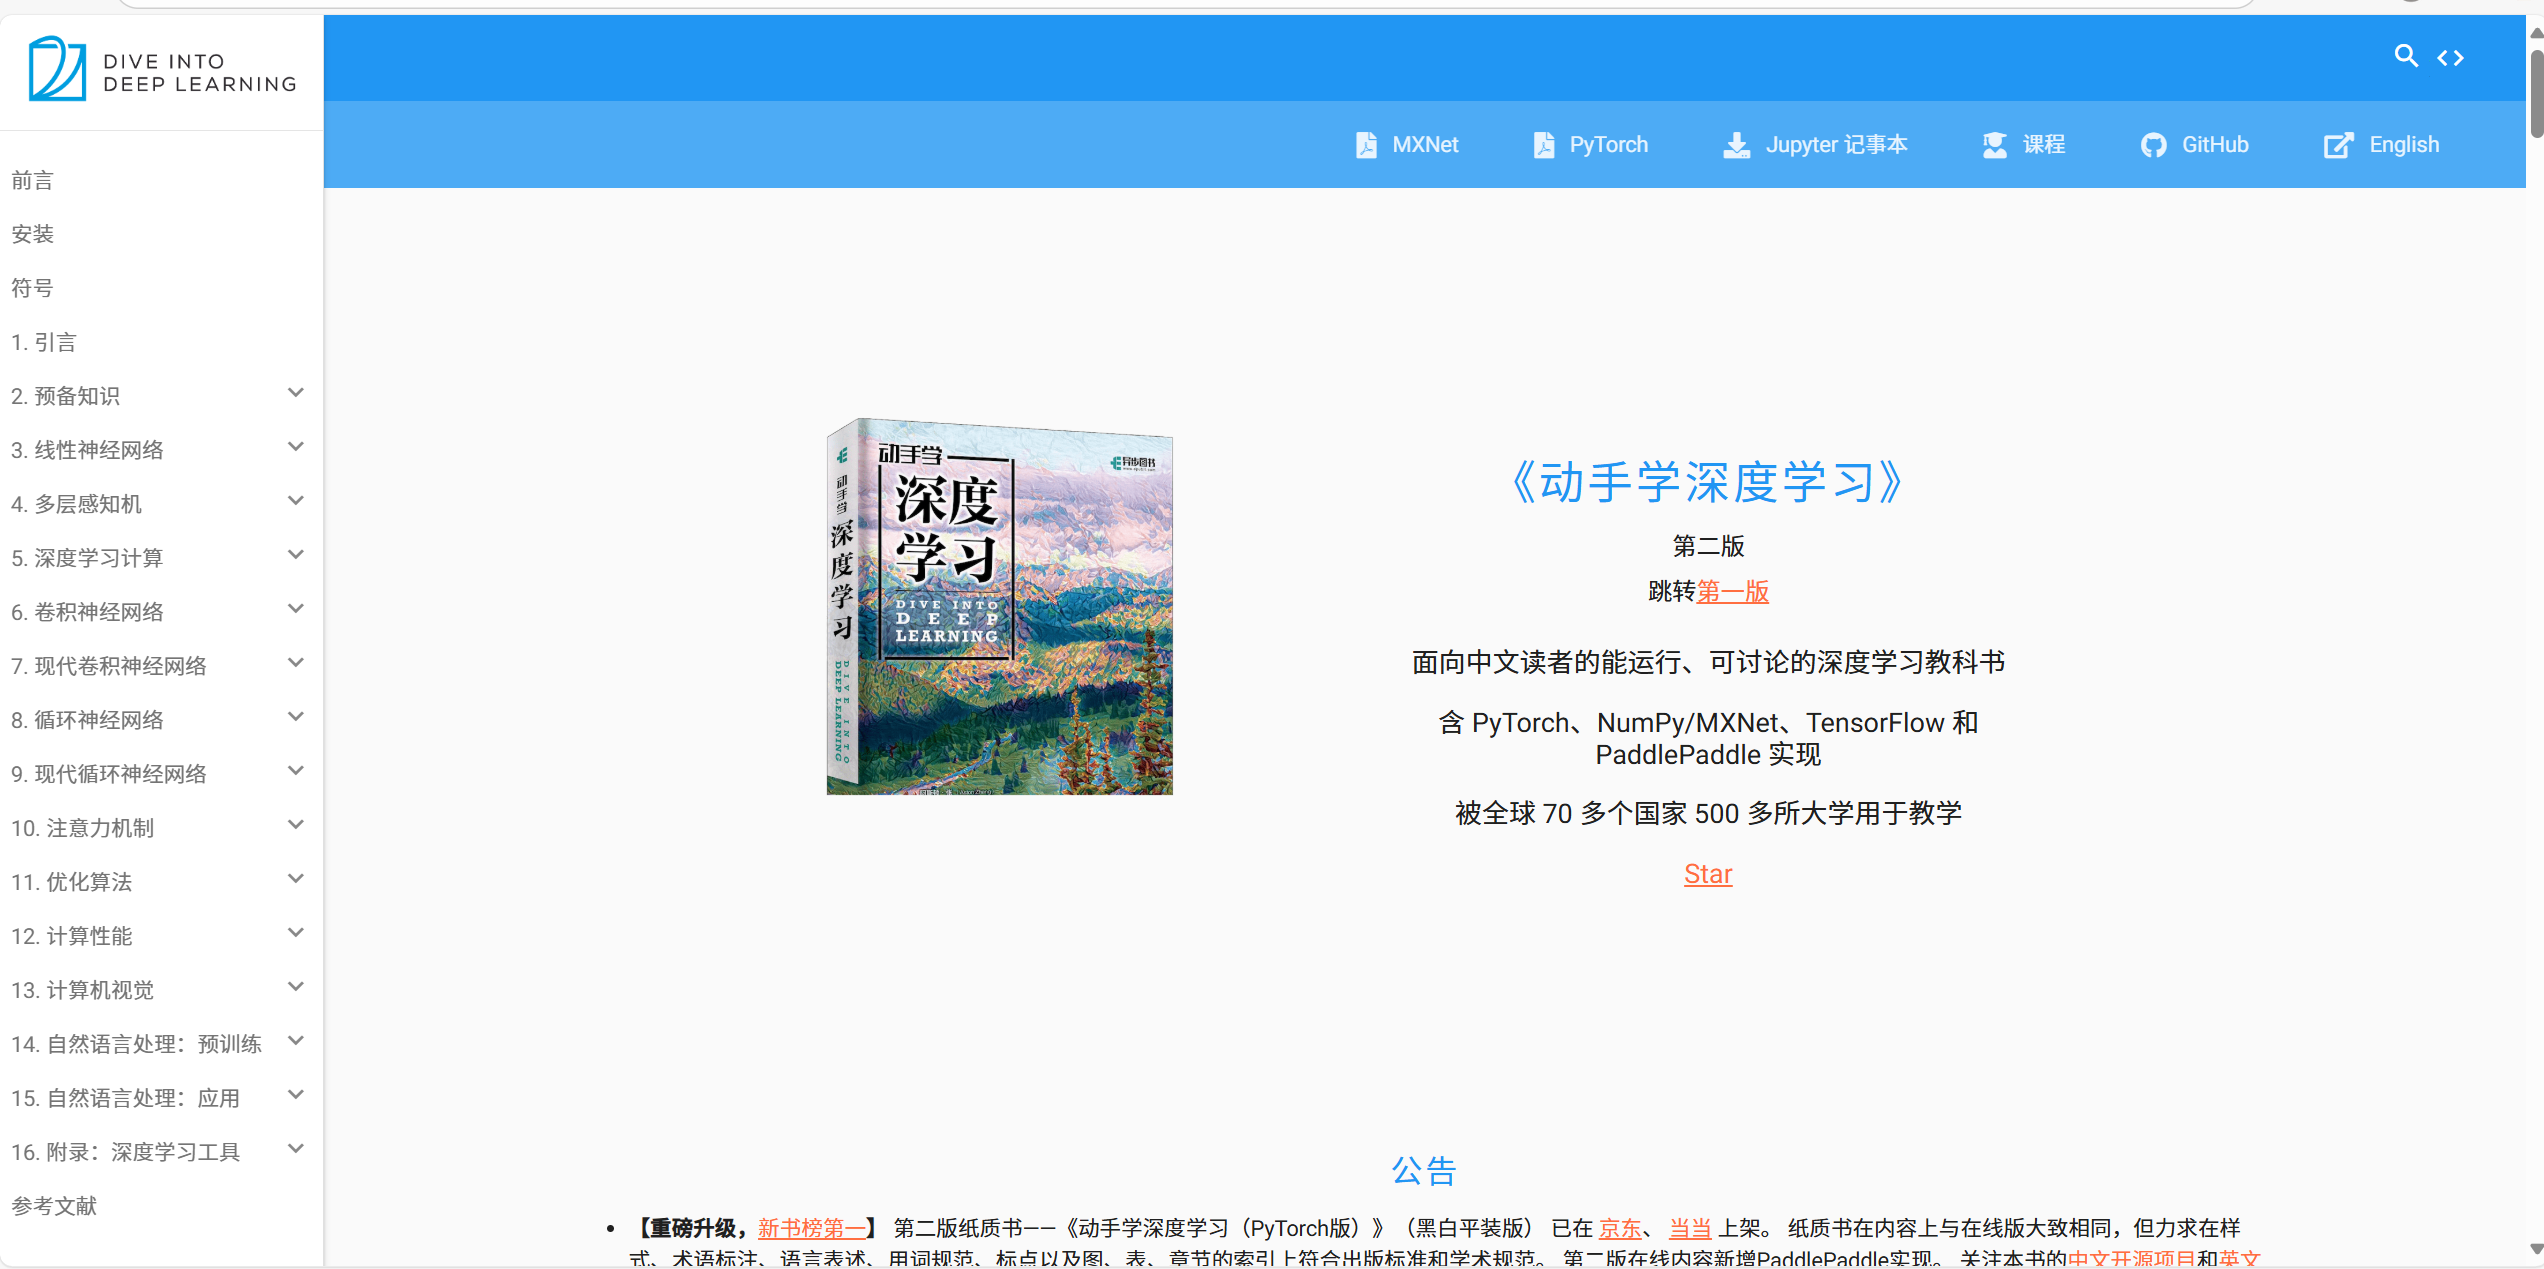 DIVE INTO
DEEP LEARNING
MXNet
PyTorch
Jupyter 记事本
课程
GitHub
English
前言
安装
符号
1. 引言
2. 预备知识
3. 线性神经网络
4. 多层感知机
5. 深度学习计算
6. 卷积神经网络
7. 现代卷积神经网络
8. 循环神经网络
9. 现代循环神经网络
10. 注意力机制
11. 优化算法
12. 计算性能
13. 计算机视觉
14. 自然语言处理：预训练
15. 自然语言处理：应用
16. 附录：深度学习工具
参考文献
动手学
深度
学习
DIVE INTO
DEEP
LEARNING
异步图书
动手学
深度学习
DIVE INTO
DEEP LEARNING
《动手学深度学习》
第二版
跳转第一版
面向中文读者的能运行、可讨论的深度学习教科书
含 PyTorch、NumPy/MXNet、TensorFlow 和
PaddlePaddle 实现
被全球 70 多个国家 500 多所大学用于教学
Star
公告
【重磅升级，新书榜第一】 第二版纸质书——《动手学深度学习（PyTorch版）》（黑白平装版） 已在 京东、 当当 上架。 纸质书在内容上与在线版大致相同，但力求在样
式、术语标注、语言表述、用词规范、标点以及图、表、章节的索引上符合出版标准和学术规范。 第二版在线内容新增PaddlePaddle实现。 关注本书的中文开源项目和英文